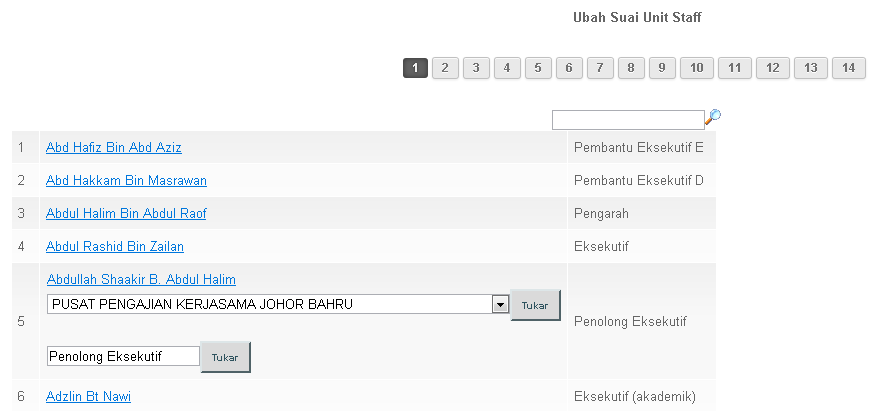 Ubah Suai Unit Staff
1 2 3 4 5 6 7 8 9 10 11 12 13 14
1 Abd Hafiz Bin Abd Aziz Pembantu Eksekutif E
2 Abd Hakkam Bin Masrawan Pembantu Eksekutif D
3 Abdul Halim Bin Abdul Raof Pengarah
4 Abdul Rashid Bin Zailan Eksekutif
Abdullah Shaakir B. Abdul Halim
PUSAT PENGAJIAN KERJASAMA JOHOR BAHRU Tukar
5 Penolong Eksekutif
Penolong Eksekutif Tukar
6 Adzlin Bt Nawi Eksekutif (akademik)